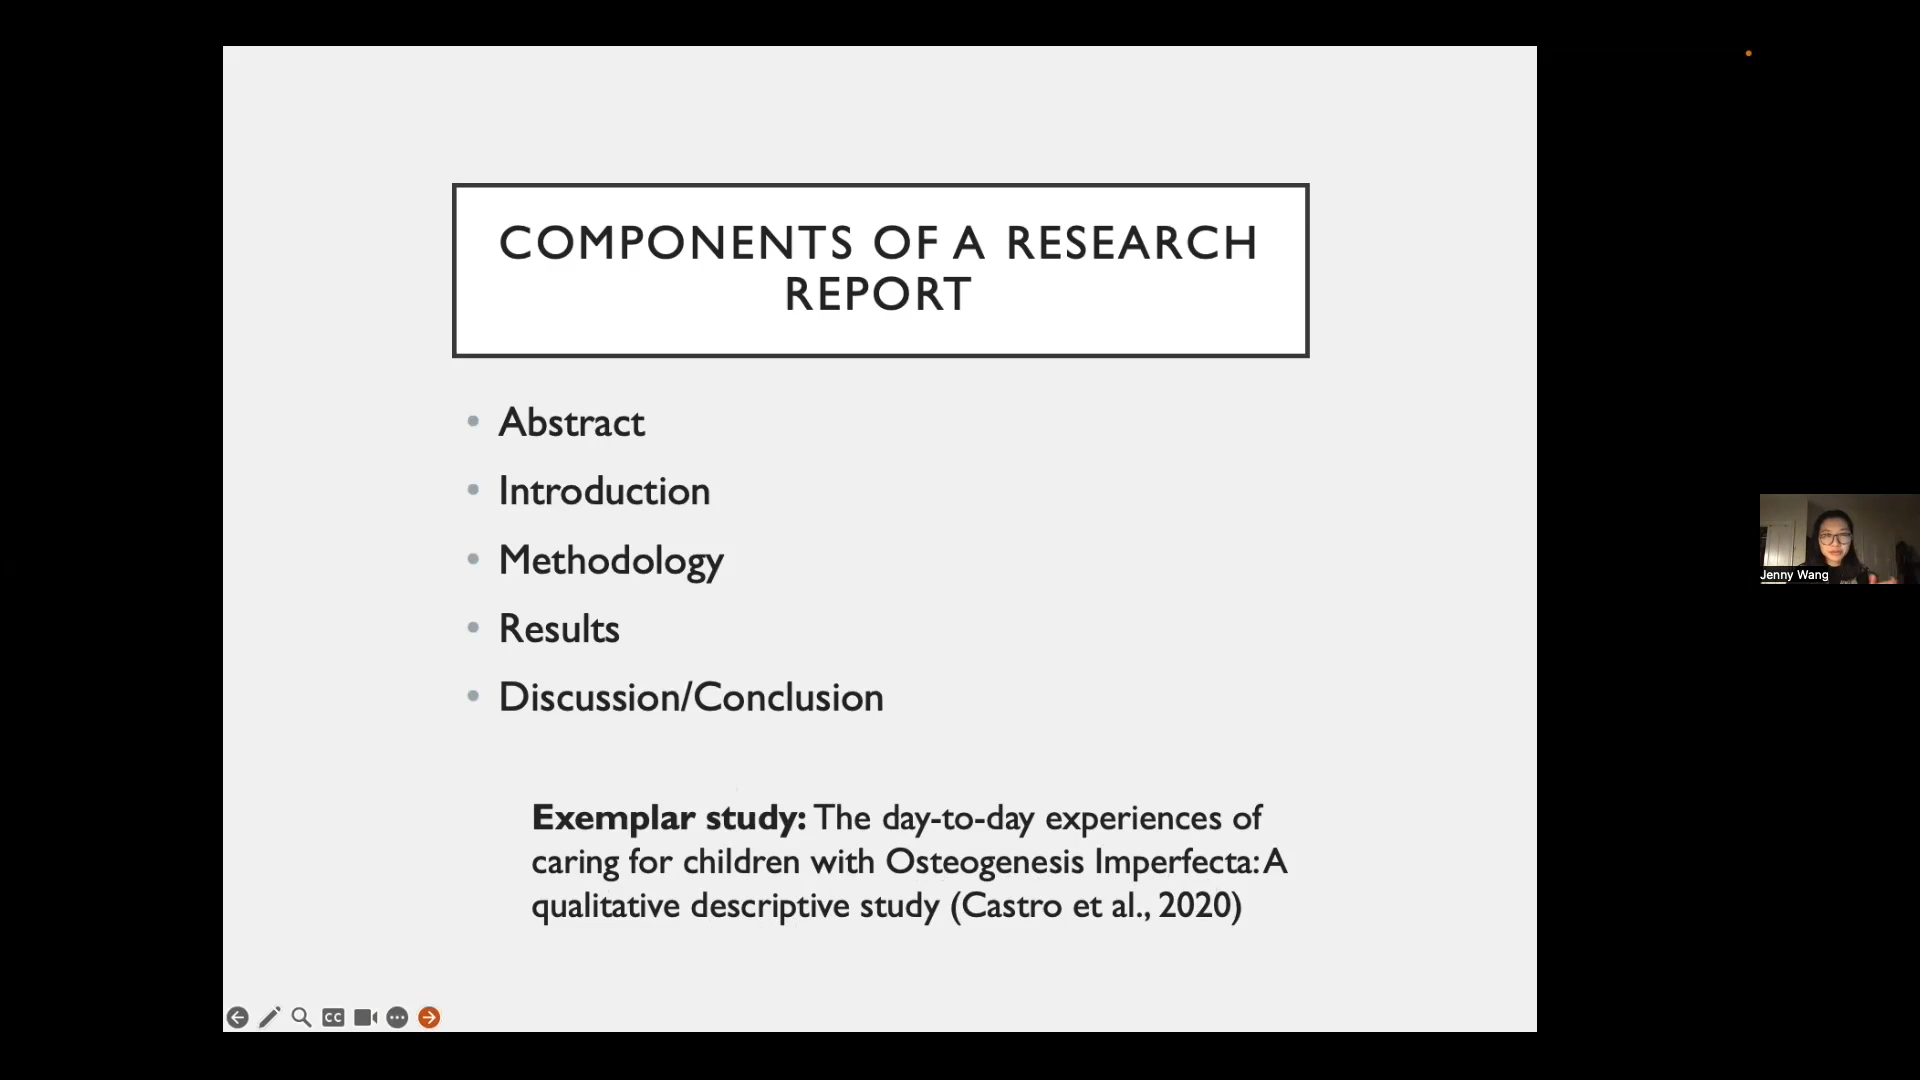 COMPONENTS OF A RESEARCH
REPORT
• Abstract
• Introduction
• Methodology
• Results
• Discussion/Conclusion
Exemplar study: The day-to-day experiences of
caring for children with Osteogenesis Imperfecta: A
qualitative descriptive study (Castro et al., 2020)
Jenny Wang
CC